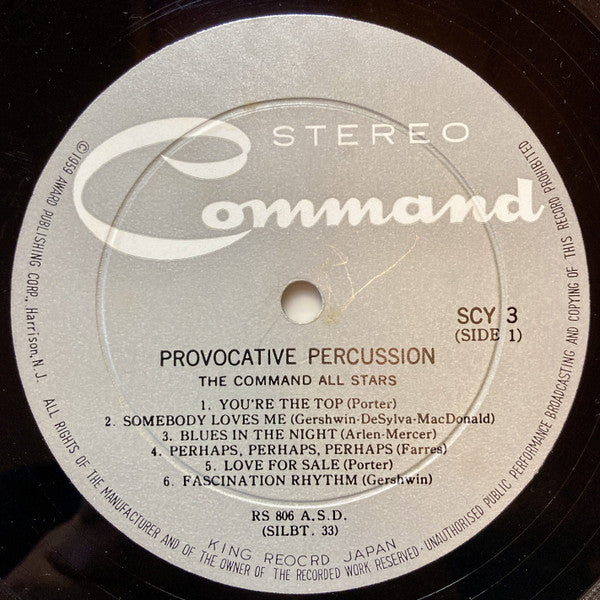 STEREO
Command
SCY 3
(SIDE 1)
PROVOCATIVE PERCUSSION
THE COMMAND ALL STARS
1. YOU'RE THE TOP (Porter)
2. SOMEBODY LOVES ME (Gershwin-DeSylva-MacDonald)
3. BLUES IN THE NIGHT (Arlen-Mercer)
4. PERHAPS, PERHAPS, PERHAPS (Farres)
5. LOVE FOR SALE (Porter)
6. FASCINATION RHYTHM (Gershwin)
RS 806 A.S.D.
(SILBT. 33)
KING REOCRD JAPAN
©1959 AWARD PUBLISHING CORP., Harrison, N. J.
ALL RIGHTS OF THE MANUFACTURER AND OF THE OWNER OF THE RECORDED WORK RESERVED·UNAUTHORISED PUBLIC PERFORMANCE BROADCASTING AND COPYING OF THIS RECORD PROHIBITED